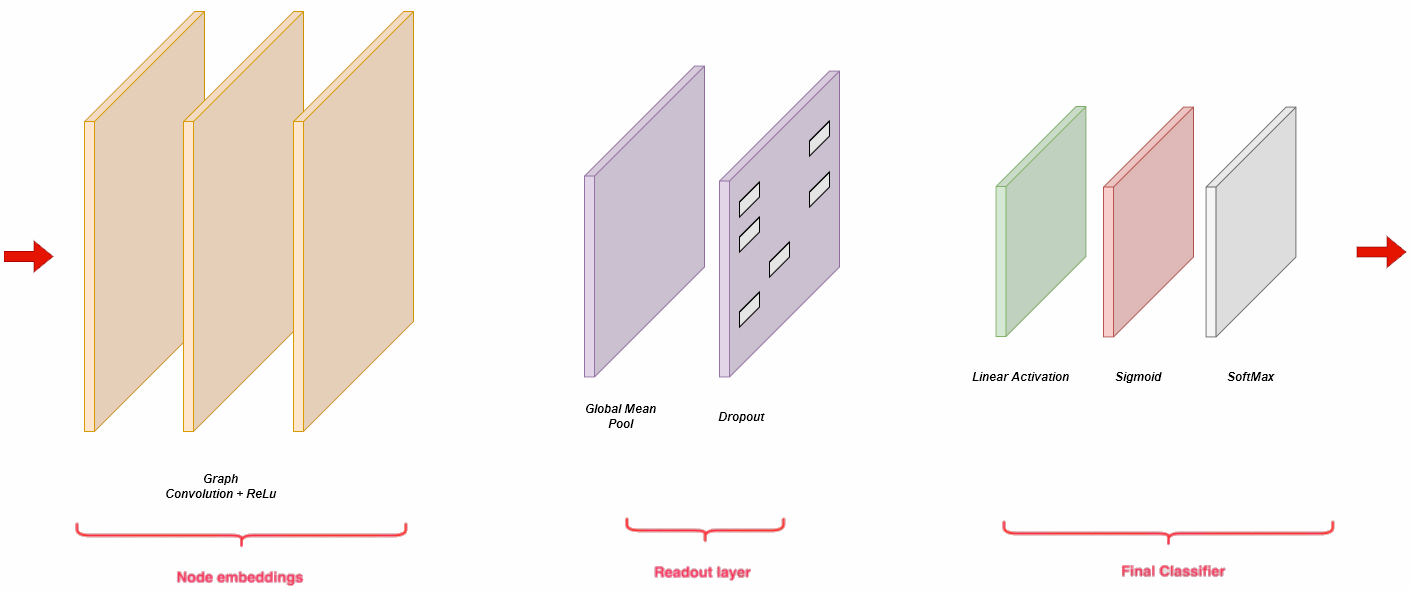 Linear Activation
Sigmoid
SoftMax
Global Mean
Pool
Dropout
Graph
Convolution + ReLu
Node embeddings
Readout layer
Final Classifier